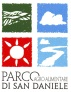 PARCO
AGROALIMENTARE
DI SAN DANIELE